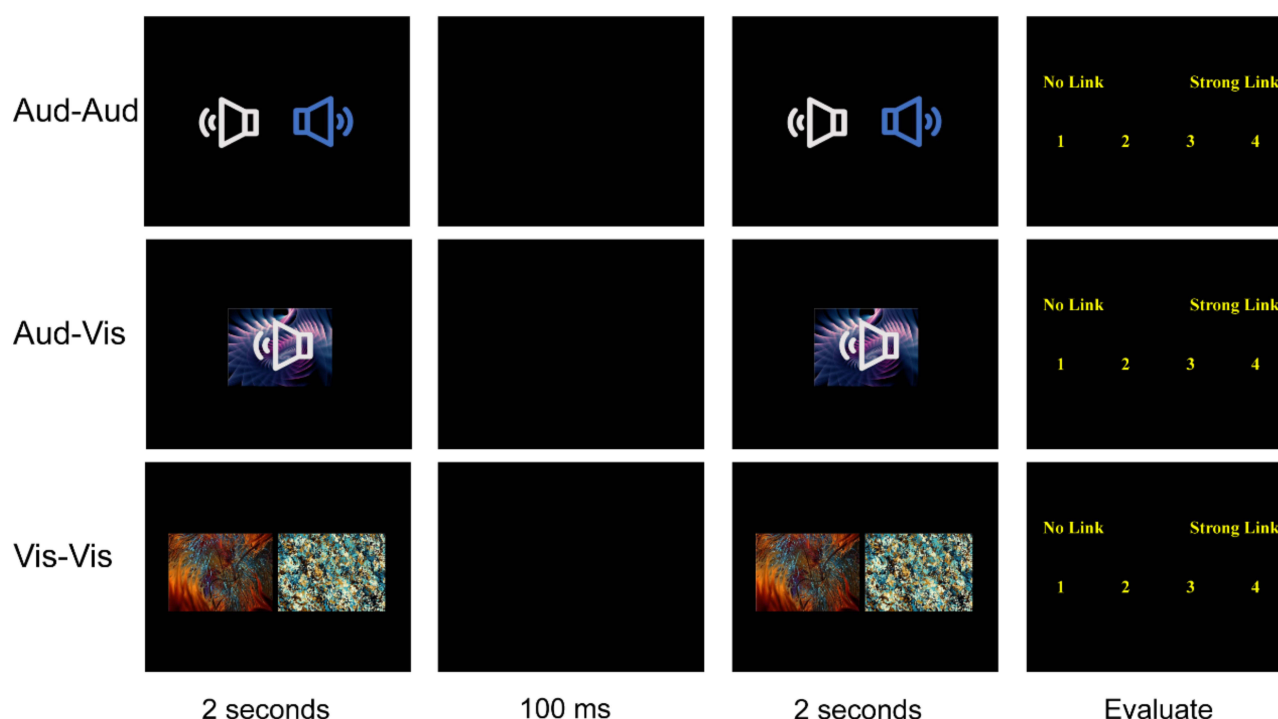 Aud-Aud
No Link Strong Link
1 2 3 4
Aud-Vis
No Link Strong Link
1 2 3 4
Vis-Vis
No Link Strong Link
1 2 3 4
2 seconds 100 ms 2 seconds Evaluate